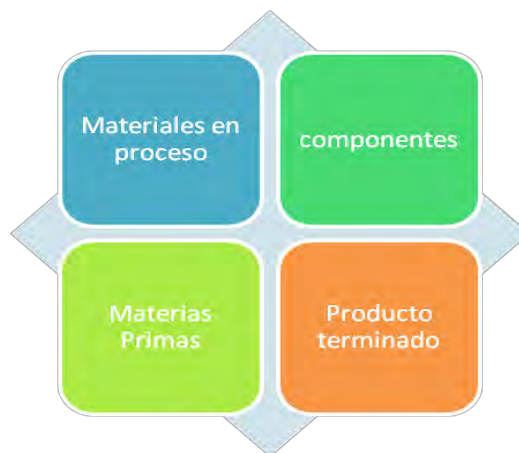 Materiales en
proceso
componentes
Materias
Primas
Producto
terminado